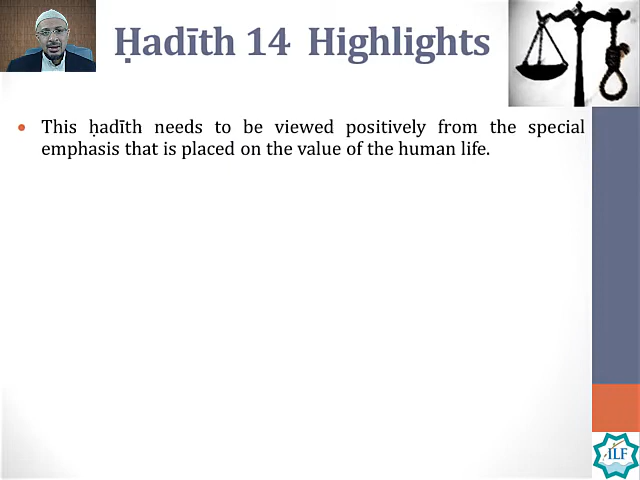 Ḥadīth 14 Highlights
• This ḥadīth needs to be viewed positively from the special
emphasis that is placed on the value of the human life.
ILF